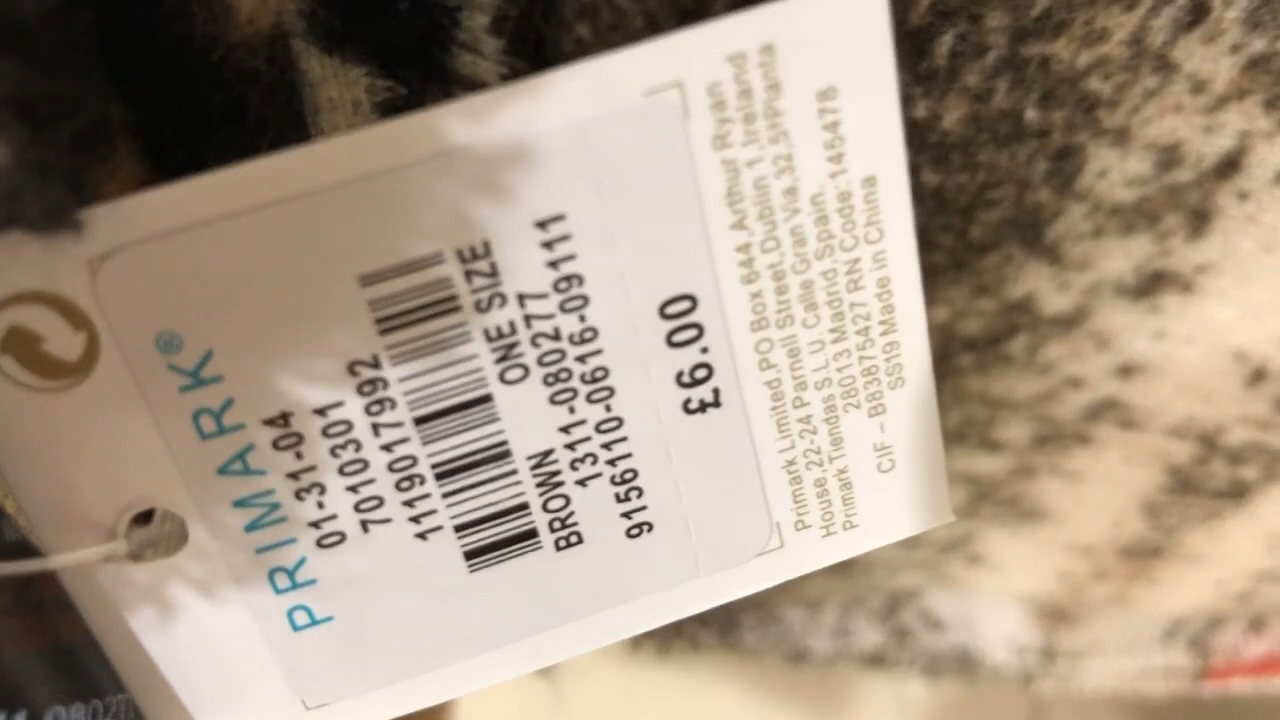 PRIMARK®
01-31-04
7010301
1119017992
BROWN ONE SIZE
1311-080277
915610-0616-09111
£6.00
Primark Limited,PO Box 644,Arthur Ryan
House,22-24 Parnell Street,Dublin 1,Ireland
Primark Tiendas S.L.U. Calle Gran Via,32,5ªPlanta
28013 Madrid Spain.
CIF - B83875427 RN Code: 145478
SS19 Made in China